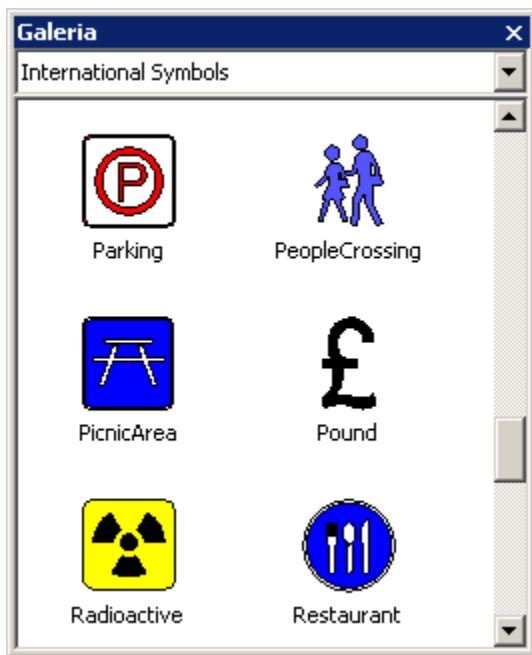 Galeria
International Symbols
P
Parking
PeopleCrossing
PicnicArea
£
Pound
Radioactive
Restaurant